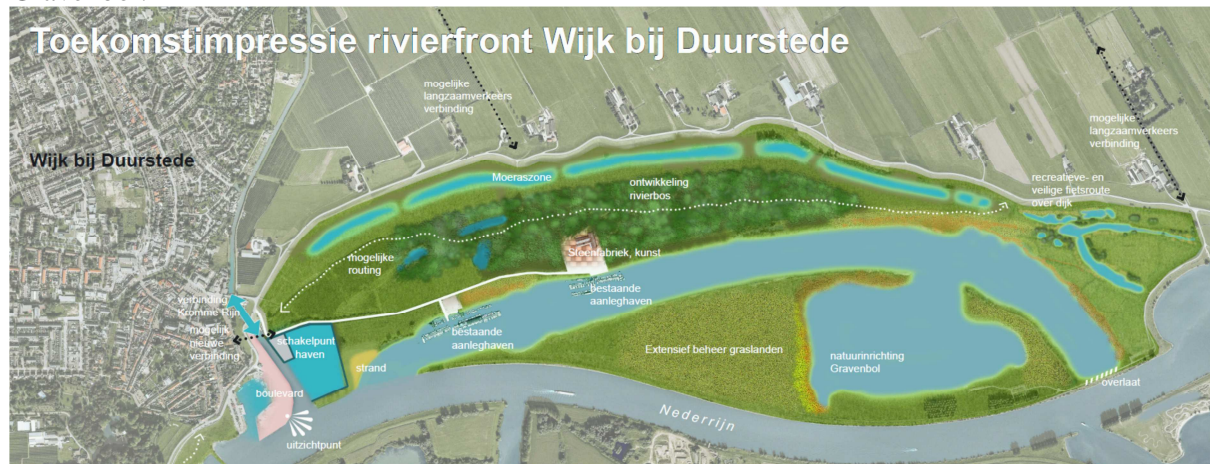 Toekomstimpressie rivierfront Wijk bij Duurstede
mogelijke
langzaamverkeers
verbinding
mogelijke
langzaamverkeers
verbinding
Wijk bij Duurstede
Moeraszone
ontwikkeling
rivierbos
recreatieve- en
veilige fietsroute
over dijk
mogelijke
routing
Steenfabriek, kunst
bestaande
aanleghaven
verbinding
Kromme Rijn
mogelijk
nieuwe
verbinding
schakelpunt
haven
bestaande
aanleghaven
strand
Extensief beheer graslanden
natuurinrichting
Gravenbol
overlaat
boulevard
Nederrijn
uitzichtpunt